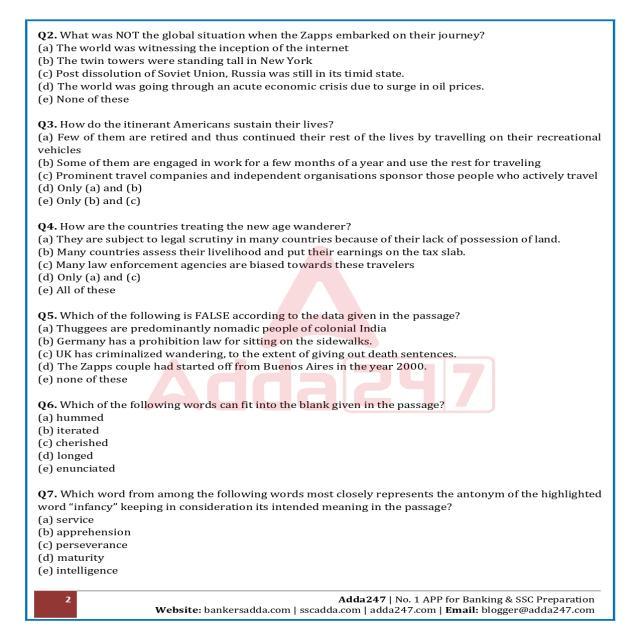 Q2. What was NOT the global situation when the Zapps embarked on their journey?
(a) The world was witnessing the inception of the internet
(b) The twin towers were standing tall in New York
(c) Post dissolution of Soviet Union, Russia was still in its timid state.
(d) The world was going through an acute economic crisis due to surge in oil prices.
(e) None of these
Q3. How do the itinerant Americans sustain their lives?
(a) Few of them are retired and thus continued their rest of the lives by travelling on their recreational
vehicles
(b) Some of them are engaged in work for a few months of a year and use the rest for traveling
(c) Prominent travel companies and independent organisations sponsor those people who actively travel
(d) Only (a) and (b)
(e) Only (b) and (c)
Q4. How are the countries treating the new age wanderer?
(a) They are subject to legal scrutiny in many countries because of their lack of possession of land.
(b) Many countries assess their livelihood and put their earnings on the tax slab.
(c) Many law enforcement agencies are biased towards these travelers
(d) Only (a) and (c)
(e) All of these
Q5. Which of the following is FALSE according to the data given in the passage?
(a) Thuggees are predominantly nomadic people of colonial India
(b) Germany has a prohibition law for sitting on the sidewalks.
(c) UK has criminalized wandering, to the extent of giving out death sentences.
(d) The Zapps couple had started off from Buenos Aires in the year 2000.
(e) none of these
Adda247
Q6. Which of the following words can fit into the blank given in the passage?
(a) hummed
(b) iterated
(c) cherished
(d) longed
(e) enunciated
Q7. Which word from among the following words most closely represents the antonym of the highlighted
word “infancy” keeping in consideration its intended meaning in the passage?
(a) service
(b) apprehension
(c) perseverance
(d) maturity
(e) intelligence
2
Adda247 | No. 1 APP for Banking & SSC Preparation
Website: bankersadda.com | sscadda.com | adda247.com | Email: blogger@adda247.com